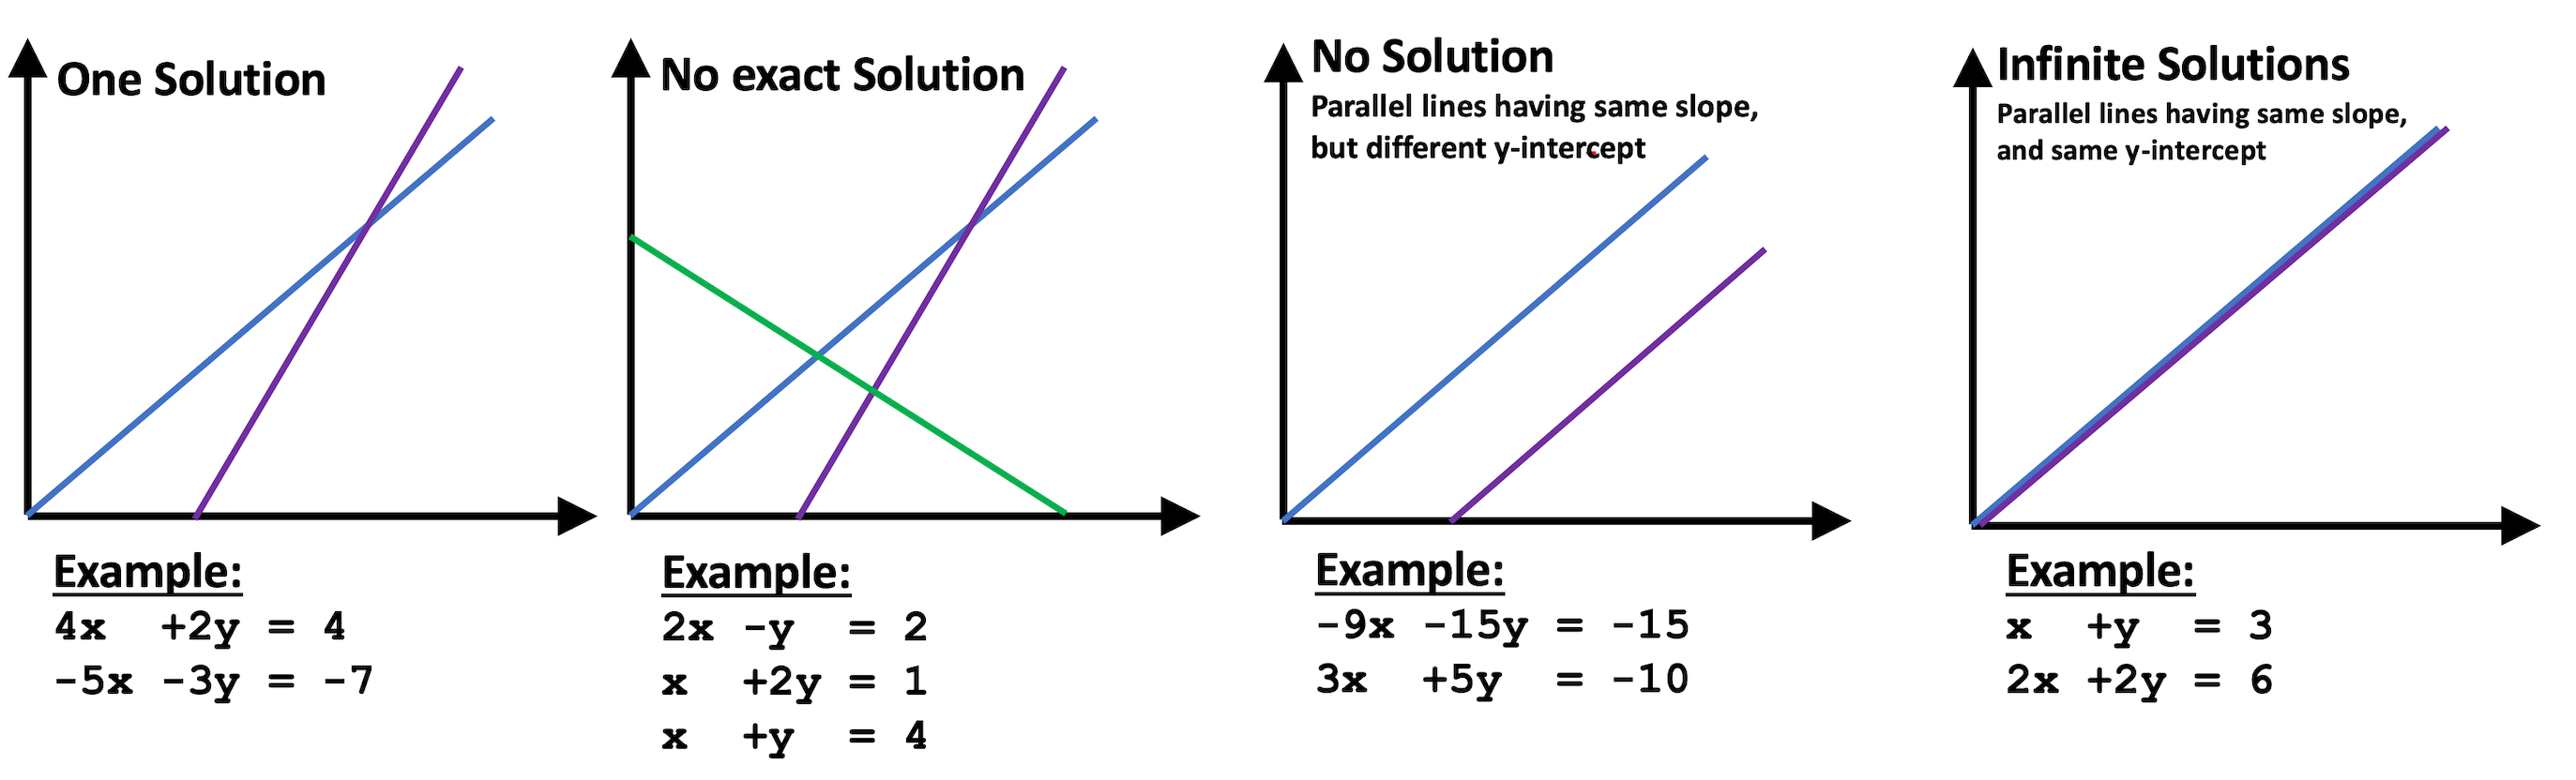 One Solution
Example:
4x +2y = 4
-5x -3y = -7
No exact Solution
Example:
2x -y = 2
x +2y = 1
x +y = 4
No Solution
Parallel lines having same slope,
but different y-intercept
Example:
-9x -15y = -15
3x +5y = -10
Infinite Solutions
Parallel lines having same slope,
and same y-intercept
Example:
x +y = 3
2x +2y = 6